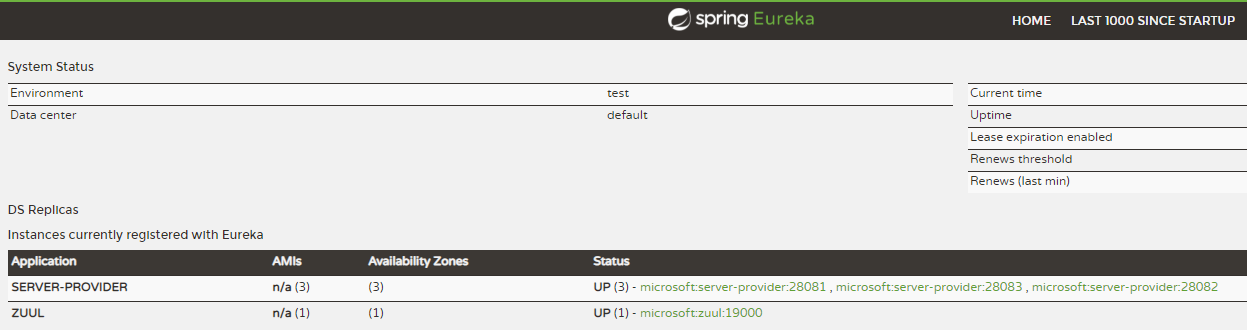 spring Eureka HOME LAST 1000 SINCE STARTUP
System Status
Environment test Current time
Data center default Uptime
Lease expiration enabled
Renews threshold
Renews (last min)
DS Replicas
Instances currently registered with Eureka
Application AMIs Availability Zones Status
SERVER-PROVIDER n/a (3) (3) UP (3) - microsoft:server-provider:28081 , microsoft:server-provider:28083 , microsoft:server-provider:28082
ZUUL n/a (1) (1) UP (1) - microsoft:zuul:19000